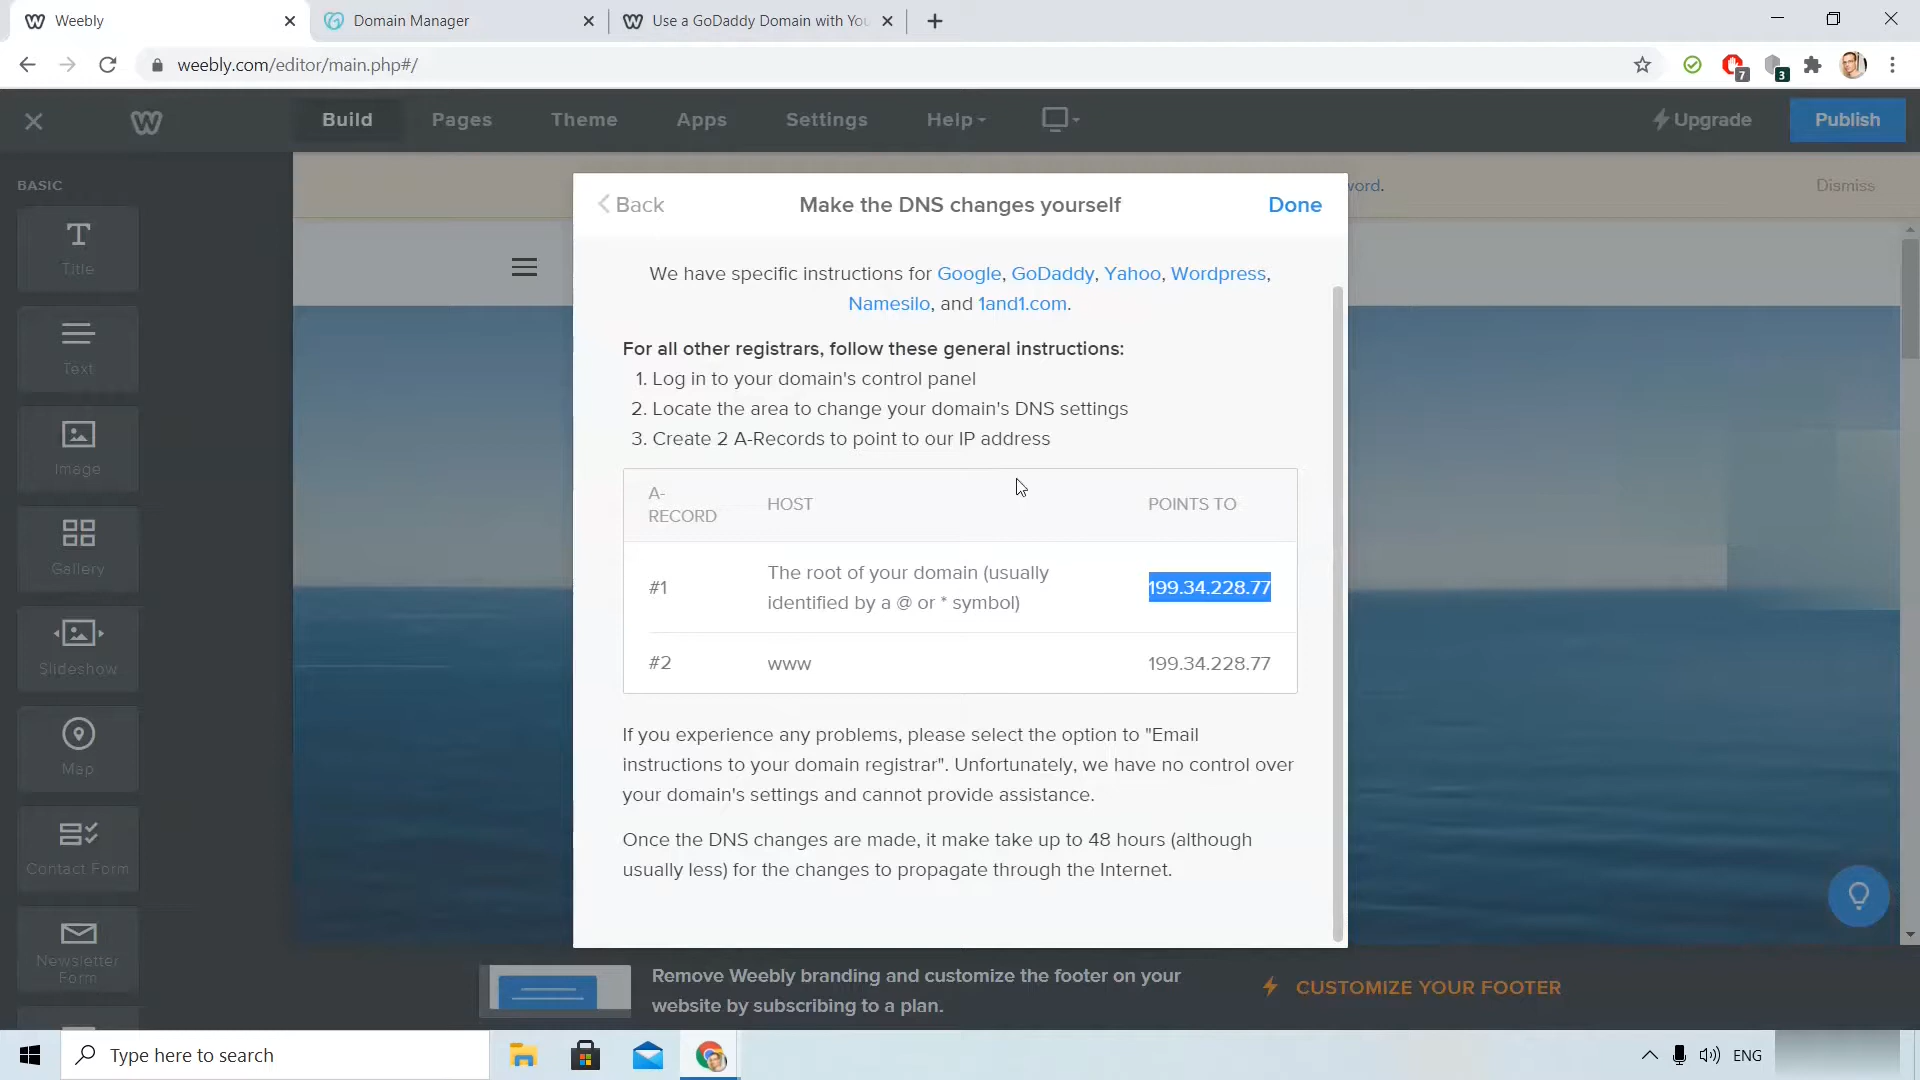 Weebly
Domain Manager
Use a GoDaddy Domain with You
weebly.com/editor/main.php#/
7
3
Build
Pages
Theme
Apps
Settings
Help
Upgrade
Publish
BASIC
Title
Text
Image
Gallery
Slideshow
Map
Contact Form
Newsletter
Form
word.
Dismiss
Back
Make the DNS changes yourself
Done
We have specific instructions for Google, GoDaddy, Yahoo, Wordpress,
Namesilo, and 1and1.com.
For all other registrars, follow these general instructions:
1. Log in to your domain's control panel
2. Locate the area to change your domain's DNS settings
3. Create 2 A-Records to point to our IP address
A-
RECORD
HOST
POINTS TO
#1
The root of your domain (usually
identified by a @ or * symbol)
199.34.228.77
#2
www
199.34.228.77
If you experience any problems, please select the option to "Email
instructions to your domain registrar". Unfortunately, we have no control over
your domain's settings and cannot provide assistance.
Once the DNS changes are made, it make take up to 48 hours (although
usually less) for the changes to propagate through the Internet.
Remove Weebly branding and customize the footer on your
website by subscribing to a plan.
CUSTOMIZE YOUR FOOTER
Type here to search
ENG